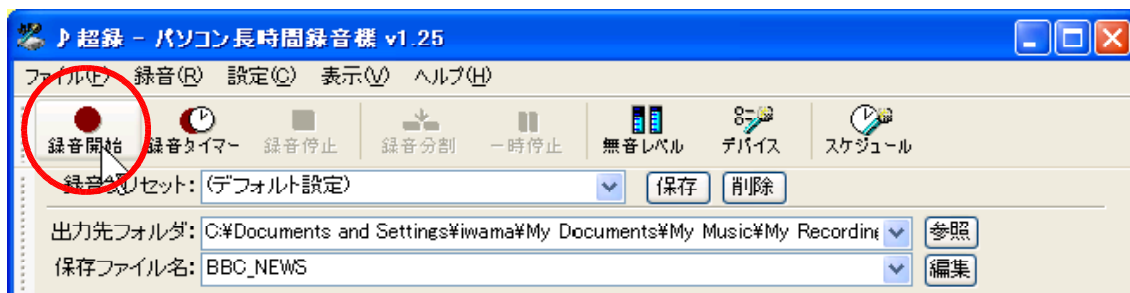 ♪超録 - パソコン長時間録音機 v1.25
ファイル(F) 録音(R) 設定(C) 表示(V) ヘルプ(H)
録音開始 録音タイマー 録音停止 録音分割 一時停止 無音レベル デバイス スケジュール
録音プリセット: (デフォルト設定) 保存 削除
出力先フォルダ: C:¥Documents and Settings¥iwama¥My Documents¥My Music¥My Recording 参照
保存ファイル名: BBC_NEWS 編集